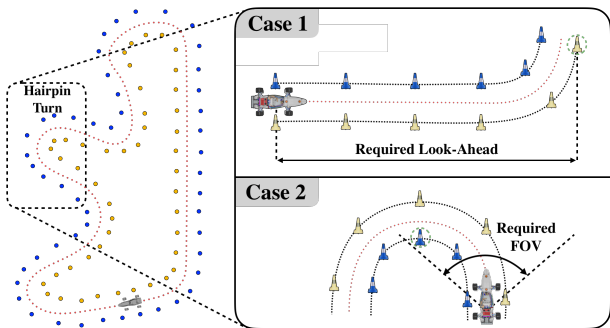 Hairpin
Turn
Case 1
Required Look-Ahead
Case 2
Required
FOV